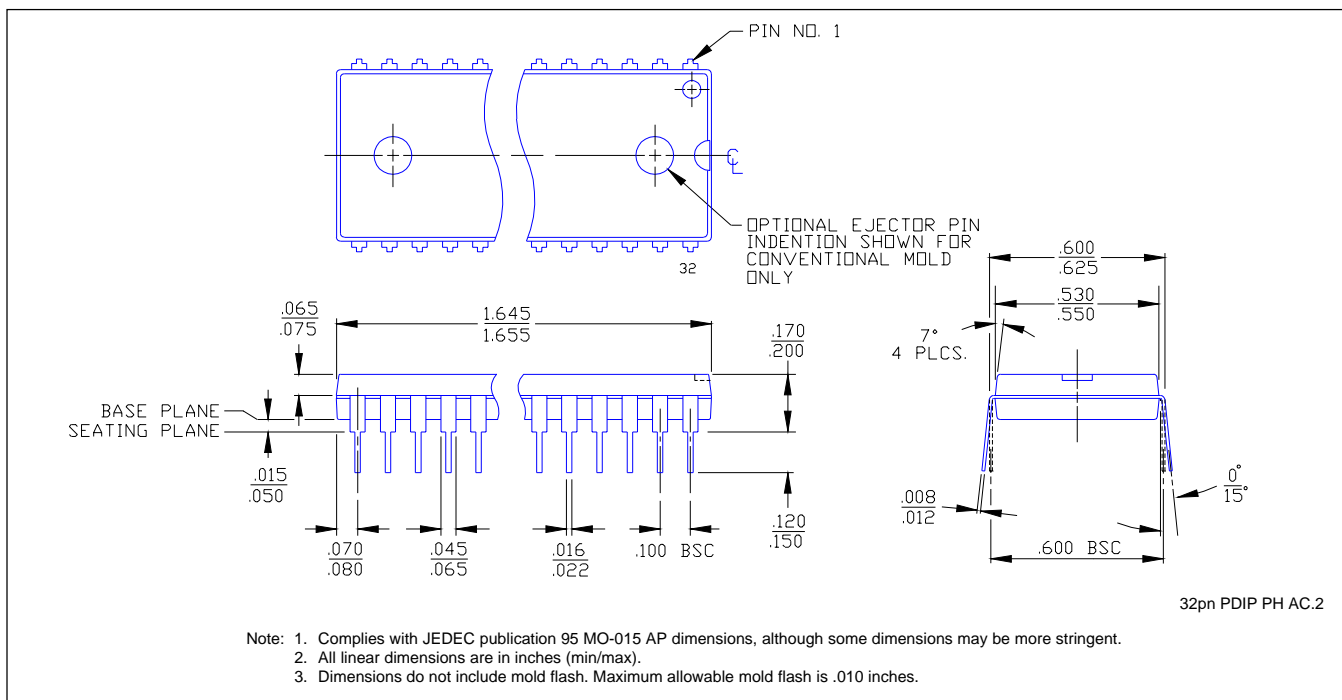 PIN NO. 1
C
L
OPTIONAL EJECTOR PIN
INDENTION SHOWN FOR
CONVENTIONAL MOLD
ONLY
32
.065
.075
1.645
1.655
.170
.200
BASE PLANE
SEATING PLANE
.015
.050
.070
.080
.045
.065
.016
.022
.100 BSC
.120
.150
.600
.625
.530
.550
7°
4 PLCS.
.008
.012
0°
15°
.600 BSC
32pn PDIP PH AC.2
Note: 1. Complies with JEDEC publication 95 MO-015 AP dimensions, although some dimensions may be more stringent.
2. All linear dimensions are in inches (min/max).
3. Dimensions do not include mold flash. Maximum allowable mold flash is .010 inches.